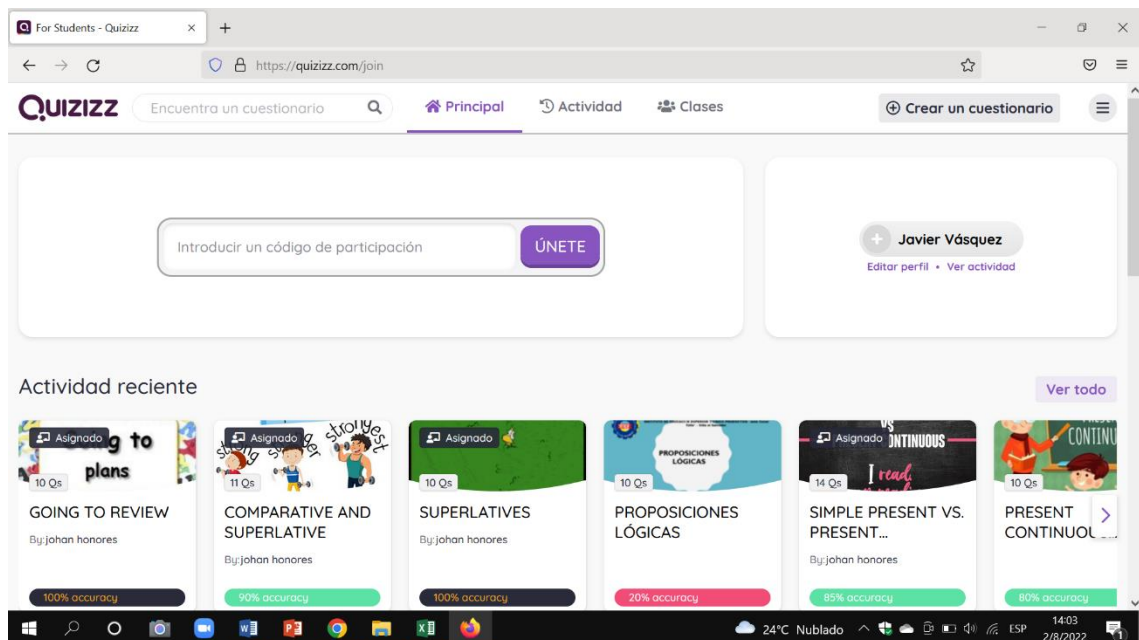 For Students - Quizizz
https://quizizz.com/join
QUIZIZZ
Encuentra un cuestionario
Principal
Actividad
Clases
Crear un cuestionario
Introducir un código de participación
ÚNETE
Javier Vásquez
Editar perfil • Ver actividad
Actividad reciente
Ver todo
Asignado
to
plans
10 Qs
GOING TO REVIEW
By:johan honores
100% accuracy
Asignado
strongest
11 Qs
COMPARATIVE AND
SUPERLATIVE
By:johan honores
90% accuracy
Asignado
10 Qs
SUPERLATIVES
By:johan honores
100% accuracy
PROPOSICIONES
LÓGICAS
10 Qs
PROPOSICIONES
LÓGICAS
20% accuracy
VS
Asignado
I read
14 Qs
SIMPLE PRESENT VS.
PRESENT...
By:johan honores
85% accuracy
CONTINU
10 Qs
PRESENT
80% accuracy
24°C Nublado
ESP
14:03
2/8/2022